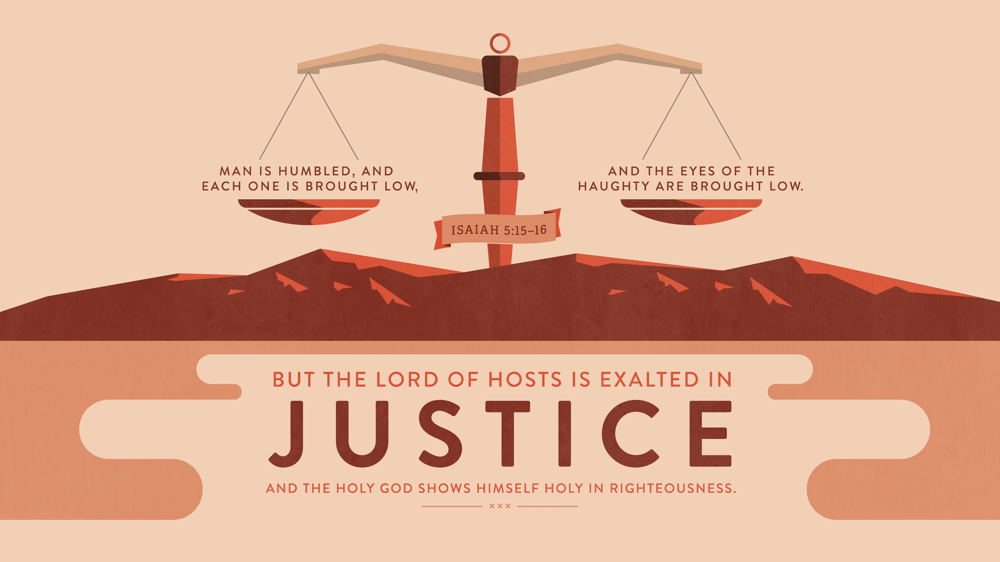 MAN IS HUMBLED, AND
EACH ONE IS BROUGHT LOW,
AND THE EYES OF THE
HAUGHTY ARE BROUGHT LOW.
ISAIAH 5:15–16
BUT THE LORD OF HOSTS IS EXALTED IN
JUSTICE
AND THE HOLY GOD SHOWS HIMSELF HOLY IN RIGHTEOUSNESS.